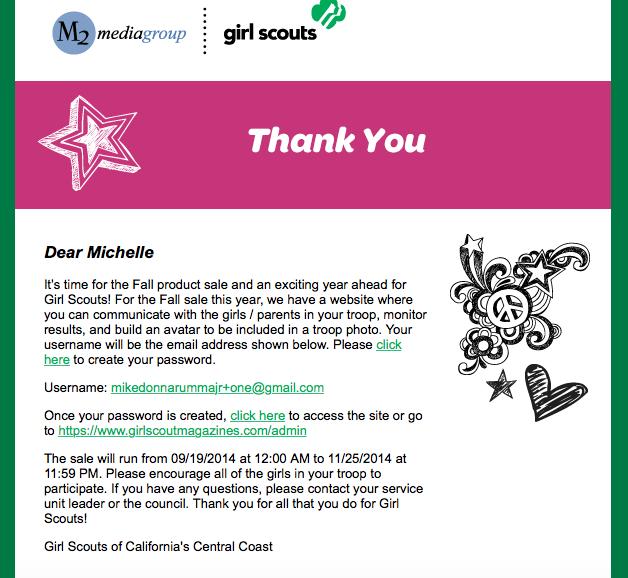 M2 mediagroup
girl scouts
Thank You
Dear Michelle
It's time for the Fall product sale and an exciting year ahead for
Girl Scouts! For the Fall sale this year, we have a website where
you can communicate with the girls / parents in your troop, monitor
results, and build an avatar to be included in a troop photo. Your
username will be the email address shown below. Please click
here to create your password.
Username: mikedonnarummajr+one@gmail.com
Once your password is created, click here to access the site or go
to https://www.girlscoutmagazines.com/admin
The sale will run from 09/19/2014 at 12:00 AM to 11/25/2014 at
11:59 PM. Please encourage all of the girls in your troop to
participate. If you have any questions, please contact your service
unit leader or the council. Thank you for all that you do for Girl
Scouts!
Girl Scouts of California's Central Coast